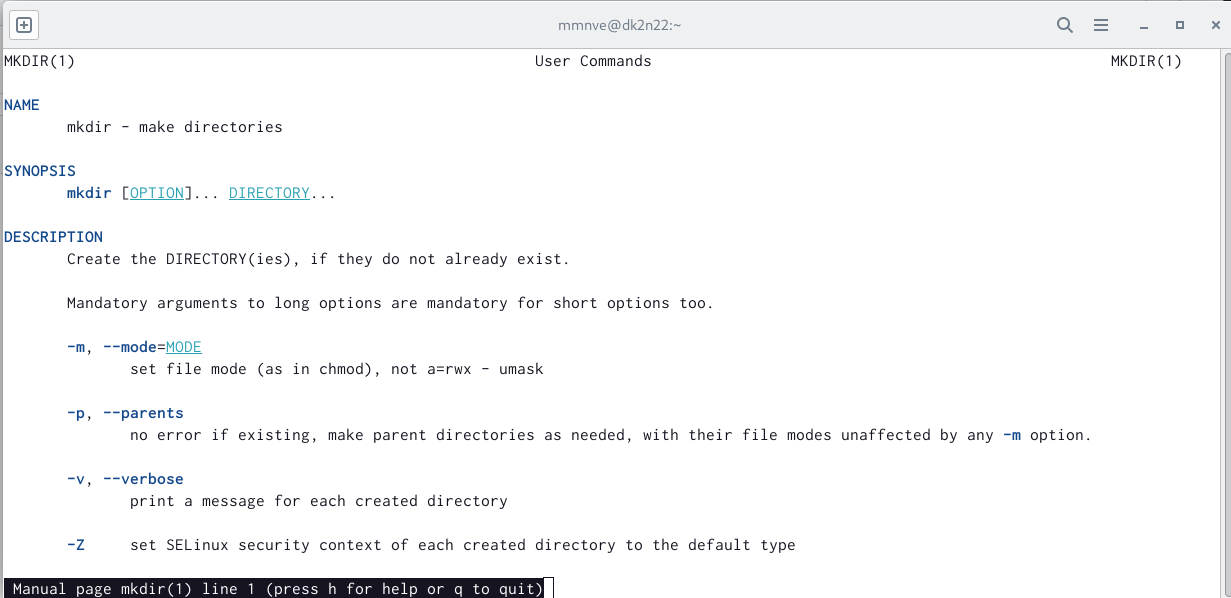 mmnve@dk2n22:~
MKDIR(1) User Commands MKDIR(1)
NAME
mkdir - make directories
SYNOPSIS
mkdir [OPTION]... DIRECTORY...
DESCRIPTION
Create the DIRECTORY(ies), if they do not already exist.
Mandatory arguments to long options are mandatory for short options too.
-m, --mode=MODE
set file mode (as in chmod), not a=rwx - umask
-p, --parents
no error if existing, make parent directories as needed, with their file modes unaffected by any -m option.
-v, --verbose
print a message for each created directory
-Z set SELinux security context of each created directory to the default type
Manual page mkdir(1) line 1 (press h for help or q to quit)